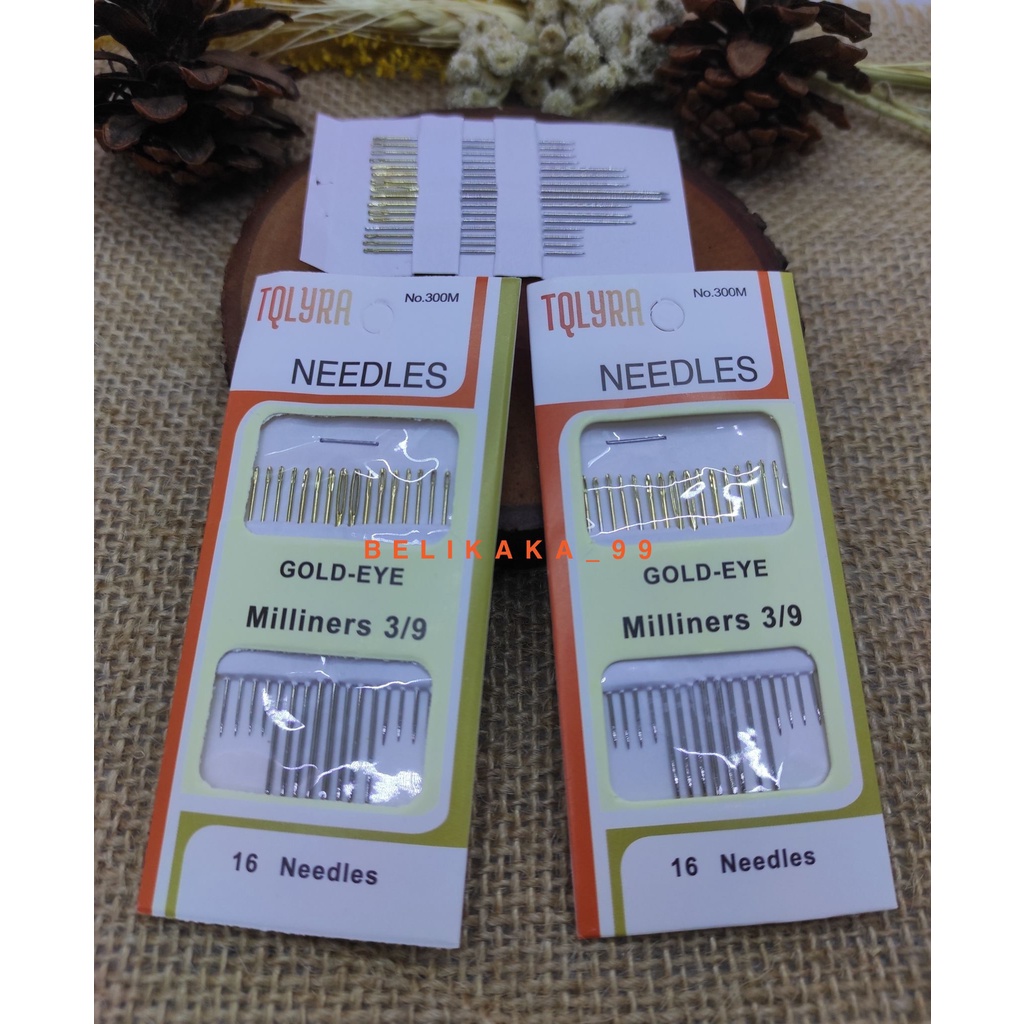 TQLYRA
No.300M
NEEDLES
GOLD-EYE
Milliners 3/9
16 Needles
TQLYRA
No.300M
NEEDLES
GOLD-EYE
Milliners 3/9
16 Needles
BELIKAKA_99